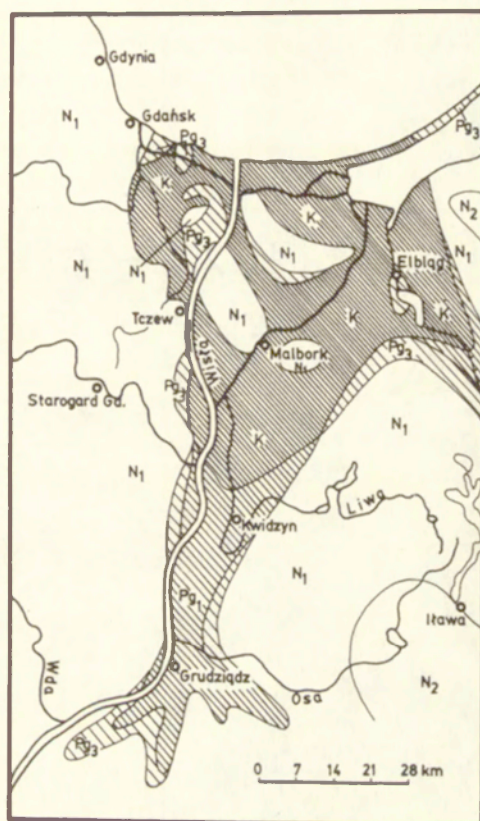 Gdynia
N₁
Gdańsk
Pg₃
Pg₃
K
K
N₂
Pg₃
N₁
N₁
N₁
N₁
Elbląg
Tczew
N₁
K
K
Wisła
Malbork
N₁
Pg₃
Pg₃
Starogard Gd.
K
N₁
N₁
Liwa
Kwidzyn
N₁
Pg₁
Iława
Wda
Grudziądz
Osa
N₂
Pg₃
0 7 14 21 28 km